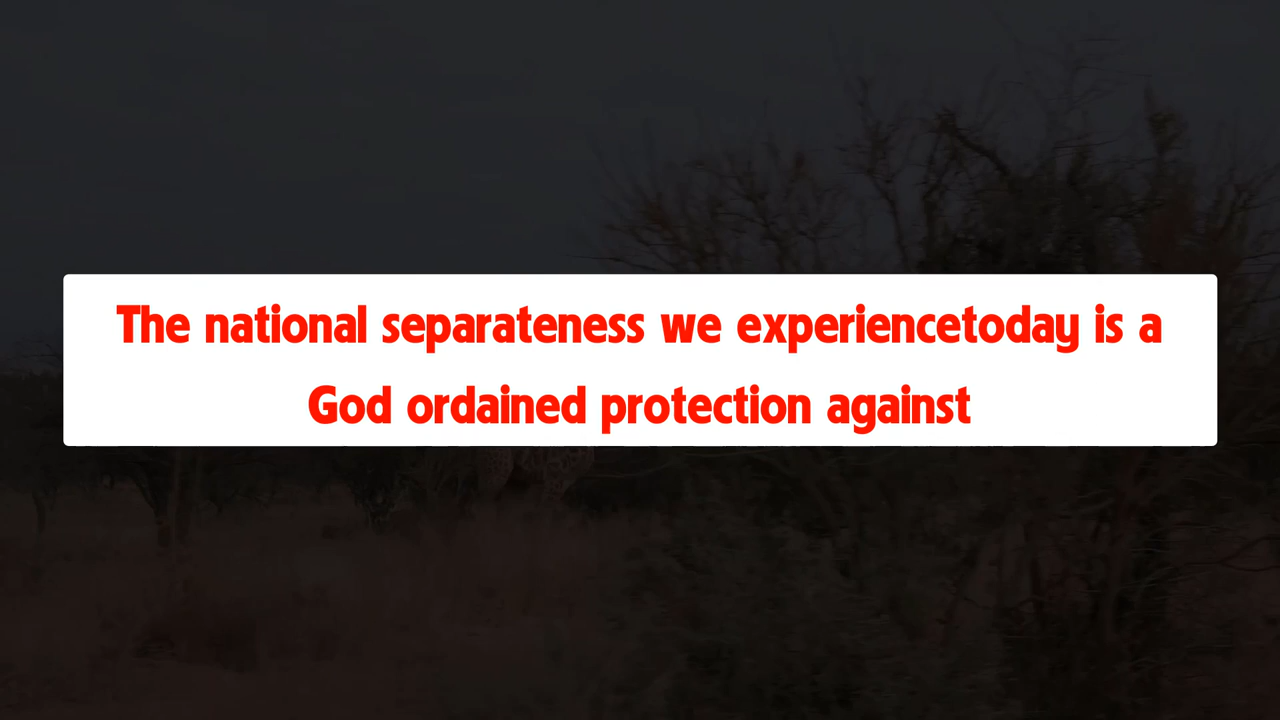 The national separateness we experiencetoday is a
God ordained protection against